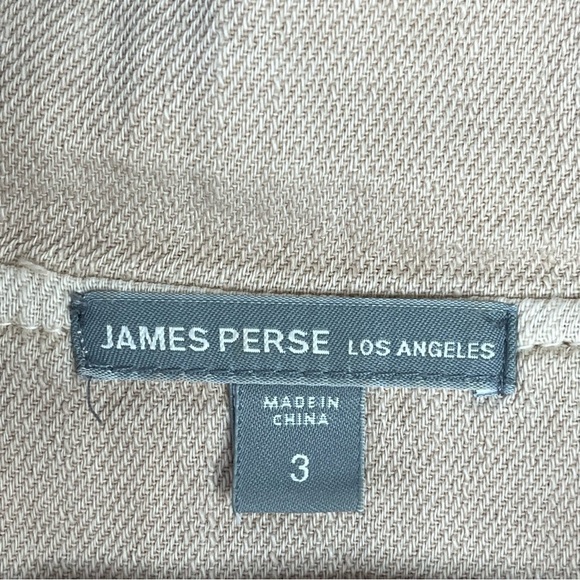 JAMES PERSE LOS ANGELES
MADE IN
CHINA
3